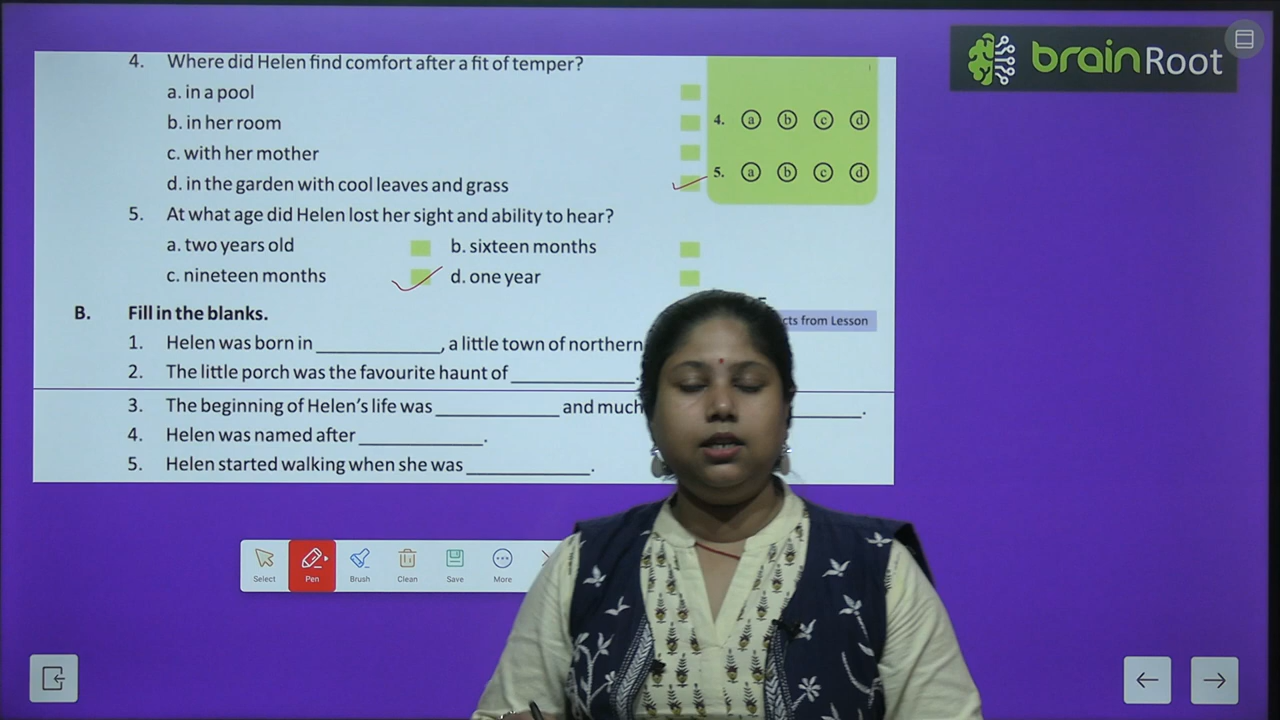 brainRoot
4. Where did Helen find comfort after a fit of temper?
a. in a pool
b. in her room
c. with her mother
d. in the garden with cool leaves and grass
4. a b c d
5. a b c d
5. At what age did Helen lost her sight and ability to hear?
a. two years old b. sixteen months
c. nineteen months d. one year
B. Fill in the blanks.
cts from Lesson
1. Helen was born in ____________, a little town of northern
2. The little porch was the favourite haunt of ____________.
3. The beginning of Helen's life was ____________ and much ____________.
4. Helen was named after ____________.
5. Helen started walking when she was ____________.
Select Pen Brush Clean Save More